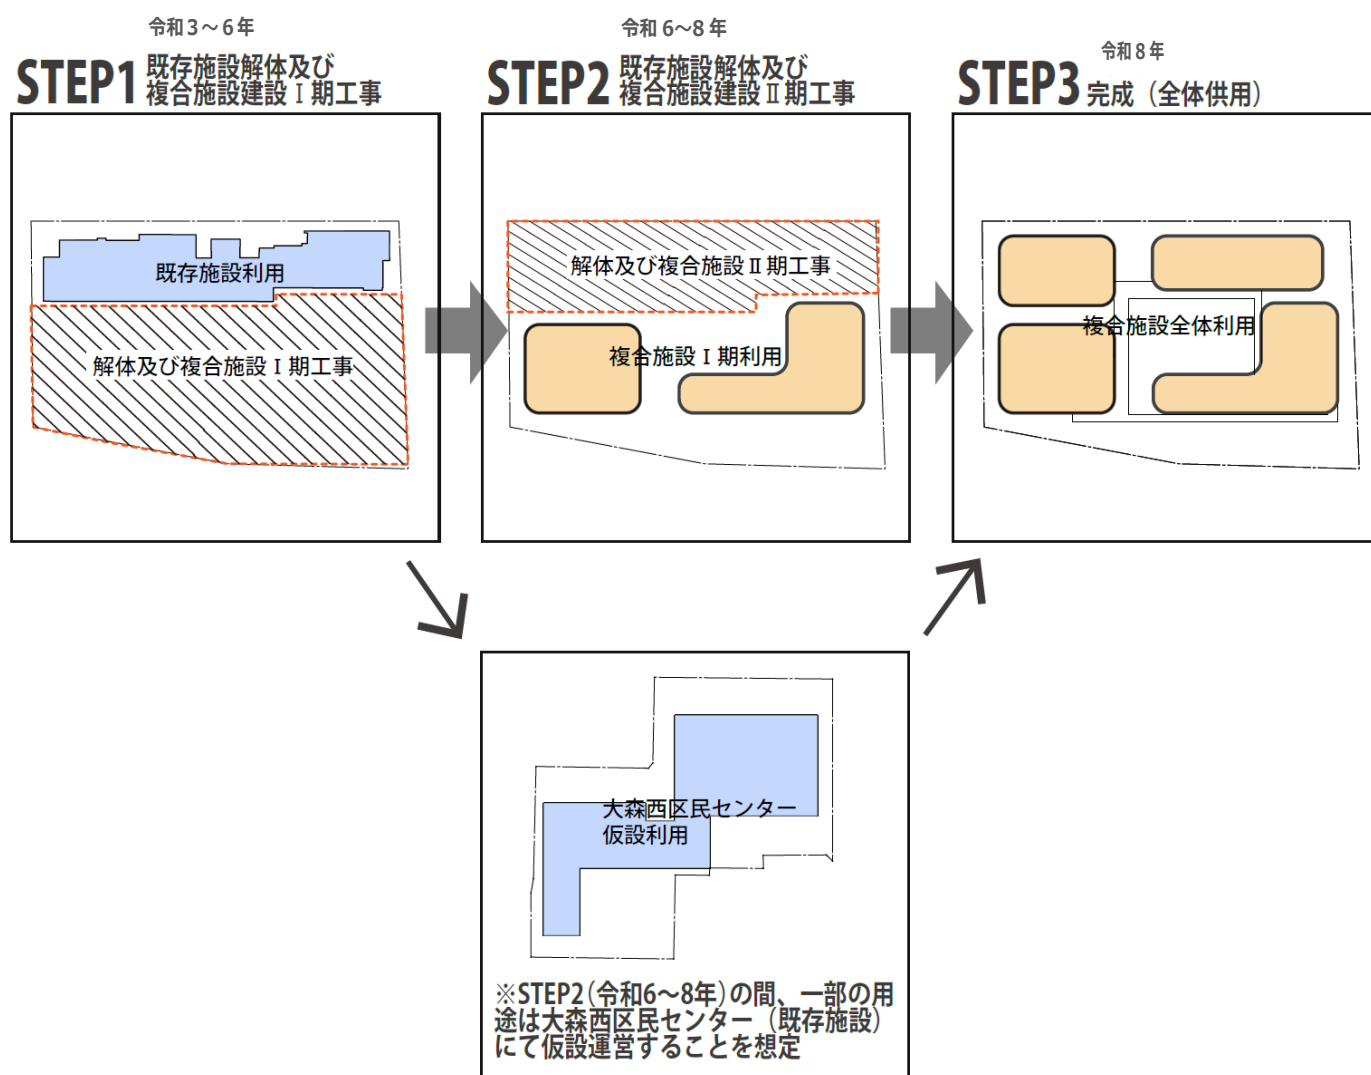 令和３～６年
STEP1 既存施設解体及び
複合施設建設Ⅰ期工事
既存施設利用
解体及び複合施設Ⅰ期工事
令和6～8年
STEP2 既存施設解体及び
複合施設建設Ⅱ期工事
解体及び複合施設Ⅱ期工事
複合施設Ⅰ期利用
令和8年
STEP3 完成（全体供用）
複合施設全体利用
大森西区民センター
仮設利用
※STEP2（令和6～8年）の間、一部の用
途は大森西区民センター（既存施設）
にて仮設運営することを想定